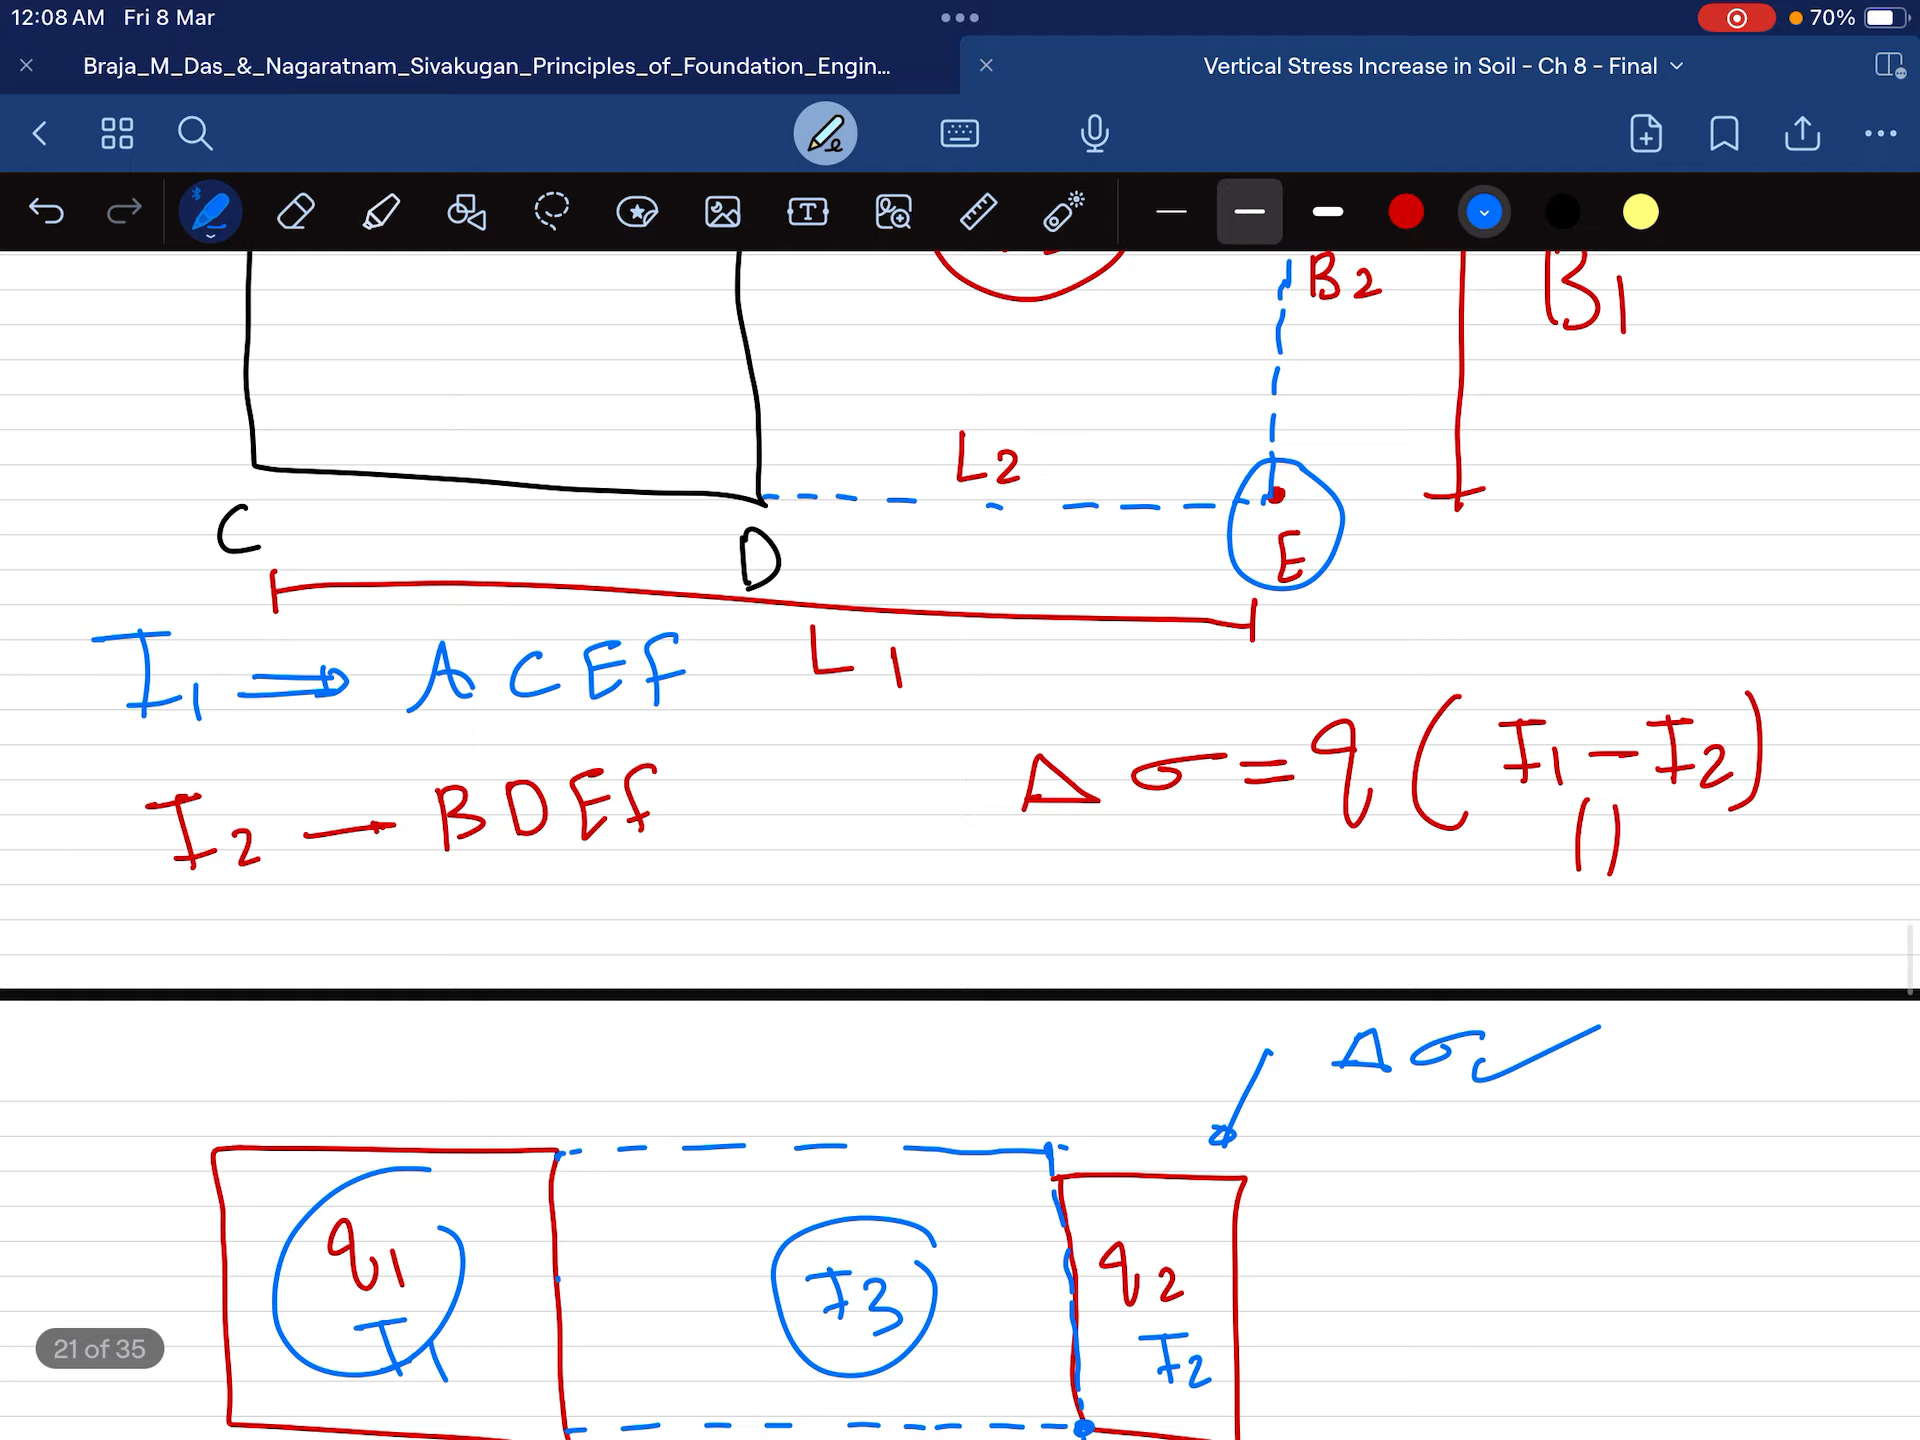 12:08 AM Fri 8 Mar
70%
Braja_M_Das_&_Nagaratnam_Sivakugan_Principles_of_Foundation_Engin...
Vertical Stress Increase in Soil - Ch 8 - Final
B2
B1
L2
C
D
E
L1
I1 ⇒ ACEF
Δσ = q (I1 - I2)
I2 → BDEF
Δσ
q1
I1
I3
q2
I2
21 of 35